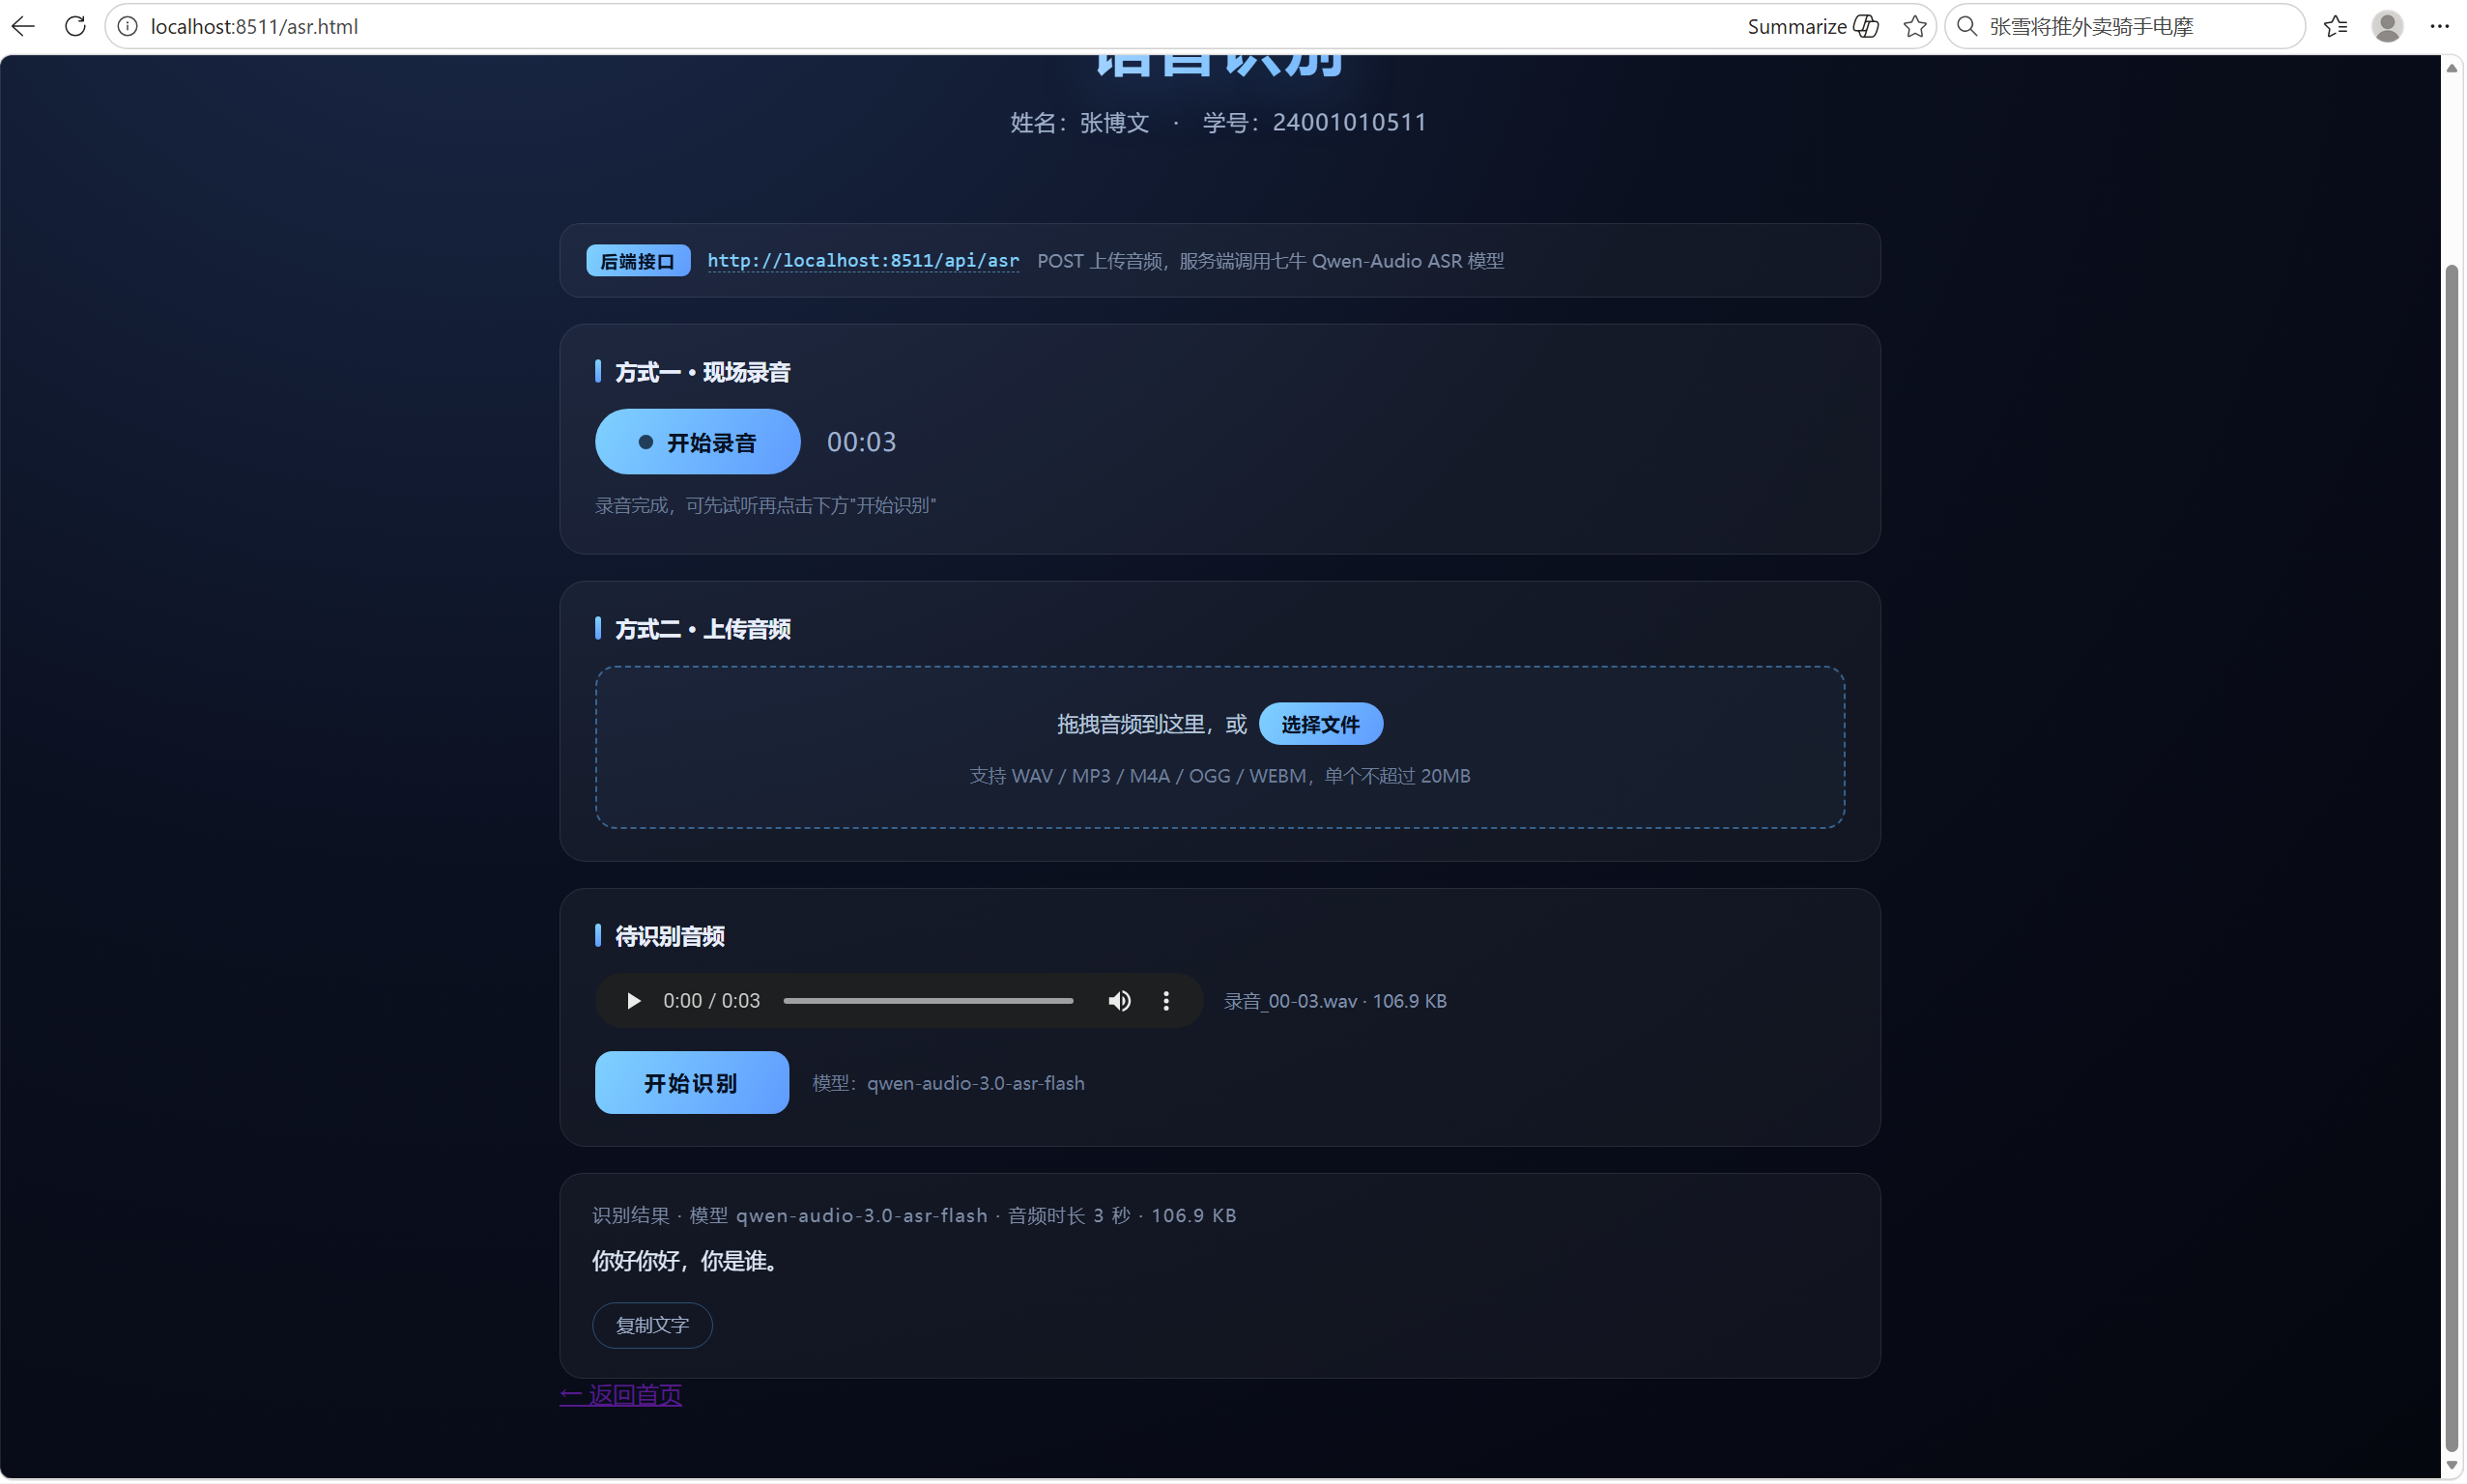 localhost:8511/asr.html
Summarize
张雪将推外卖骑手电摩
语音识别
姓名：张博文 · 学号：24001010511
后端接口 http://localhost:8511/api/asr POST 上传音频，服务端调用七牛 Qwen-Audio ASR 模型
方式一 · 现场录音
开始录音 00:03
录音完成，可先试听再点击下方"开始识别"
方式二 · 上传音频
拖拽音频到这里，或 选择文件
支持 WAV / MP3 / M4A / OGG / WEBM，单个不超过 20MB
待识别音频
0:00 / 0:03 录音_00-03.wav · 106.9 KB
开始识别 模型：qwen-audio-3.0-asr-flash
识别结果 · 模型 qwen-audio-3.0-asr-flash · 音频时长 3 秒 · 106.9 KB
你好你好，你是谁。
复制文字
← 返回首页